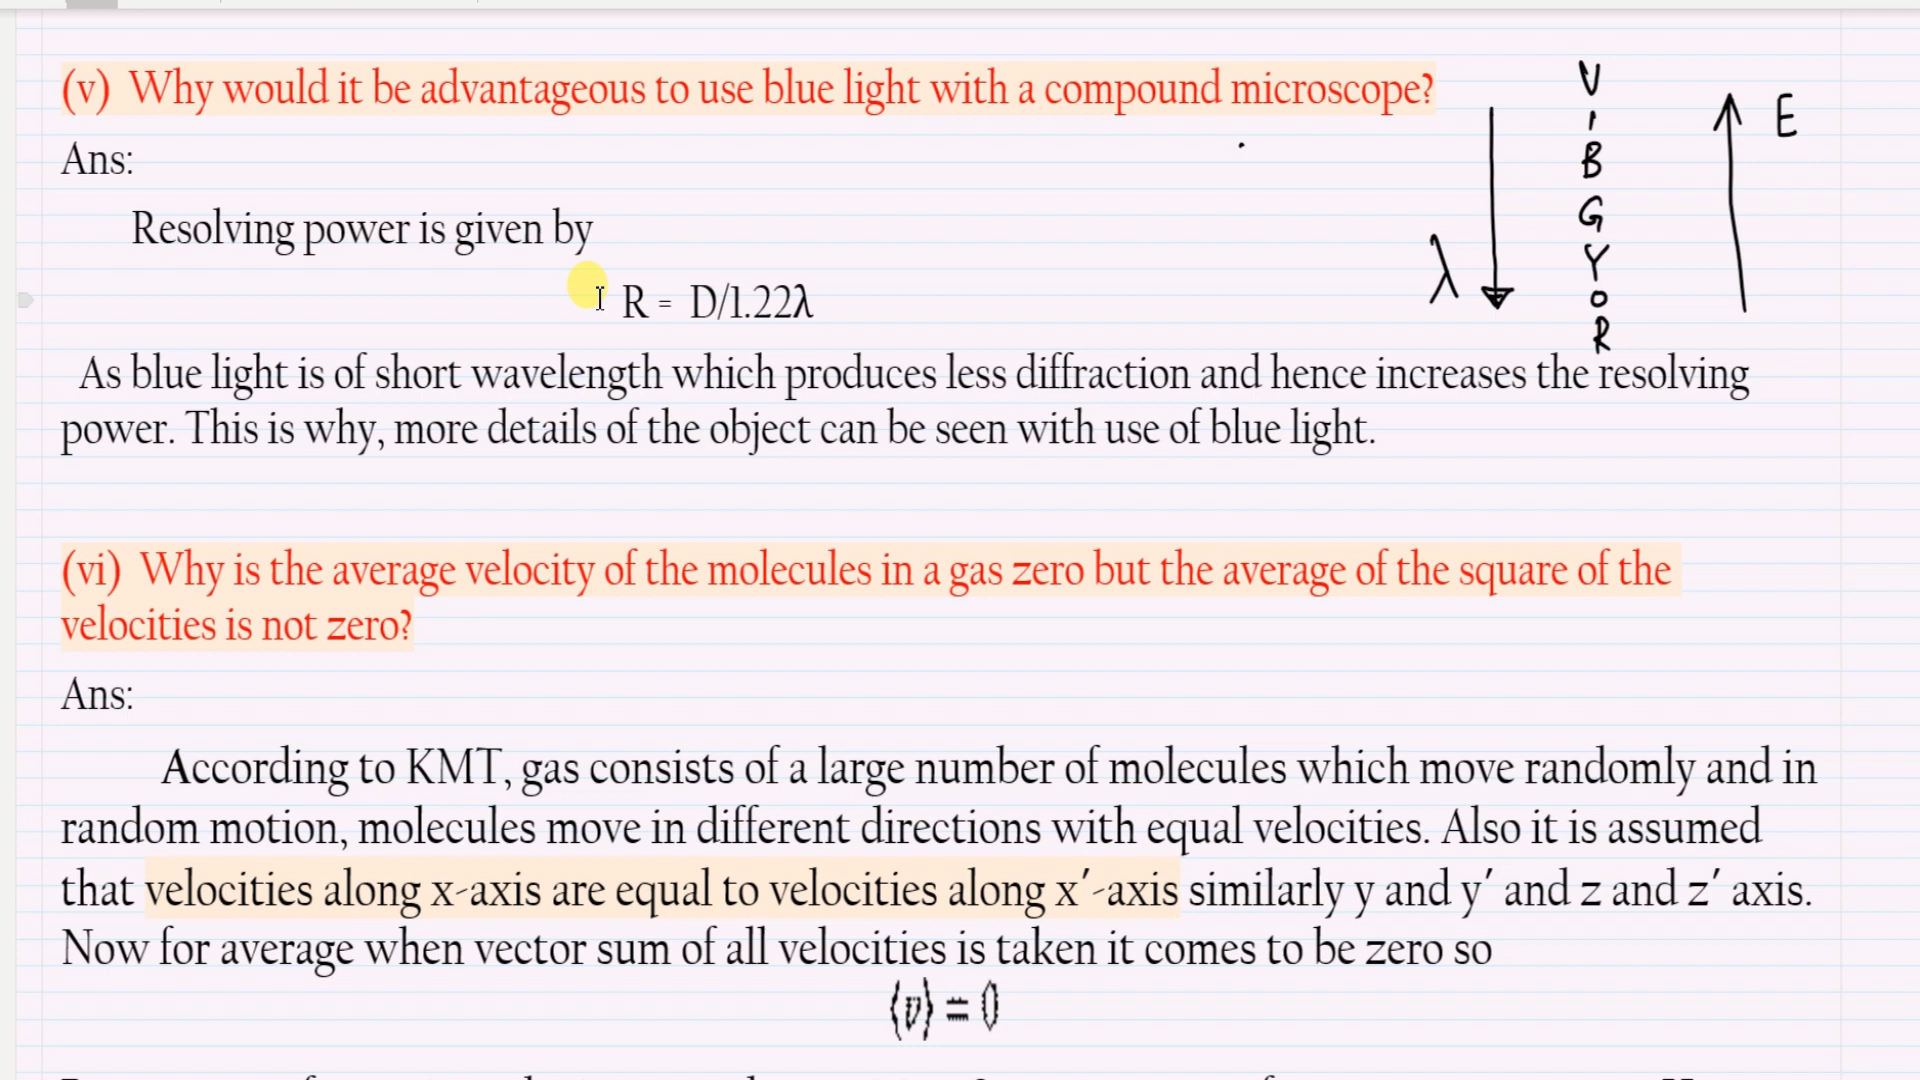 (v) Why would it be advantageous to use blue light with a compound microscope?
Ans:
Resolving power is given by
R = D/1.22λ
As blue light is of short wavelength which produces less diffraction and hence increases the resolving
power. This is why, more details of the object can be seen with use of blue light.
V
I
B
G
Y
O
R
λ
E
(vi) Why is the average velocity of the molecules in a gas zero but the average of the square of the
velocities is not zero?
Ans:
According to KMT, gas consists of a large number of molecules which move randomly and in
random motion, molecules move in different directions with equal velocities. Also it is assumed
that velocities along x-axis are equal to velocities along x′-axis similarly y and y′ and z and z′ axis.
Now for average when vector sum of all velocities is taken it comes to be zero so
⟨v⟩ = 0